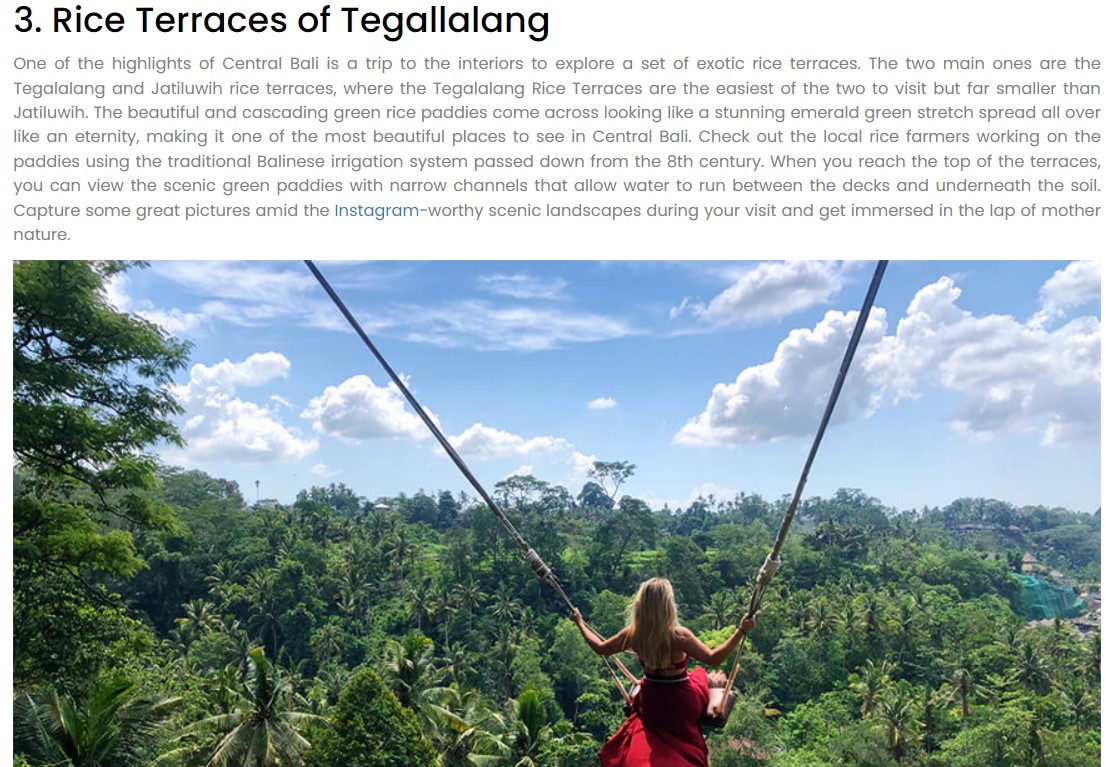 3. Rice Terraces of Tegallalang
One of the highlights of Central Bali is a trip to the interiors to explore a set of exotic rice terraces. The two main ones are the
Tegalalang and Jatiluwih rice terraces, where the Tegalalang Rice Terraces are the easiest of the two to visit but far smaller than
Jatiluwih. The beautiful and cascading green rice paddies come across looking like a stunning emerald green stretch spread all over
like an eternity, making it one of the most beautiful places to see in Central Bali. Check out the local rice farmers working on the
paddies using the traditional Balinese irrigation system passed down from the 8th century. When you reach the top of the terraces,
you can view the scenic green paddies with narrow channels that allow water to run between the decks and underneath the soil.
Capture some great pictures amid the Instagram-worthy scenic landscapes during your visit and get immersed in the lap of mother
nature.